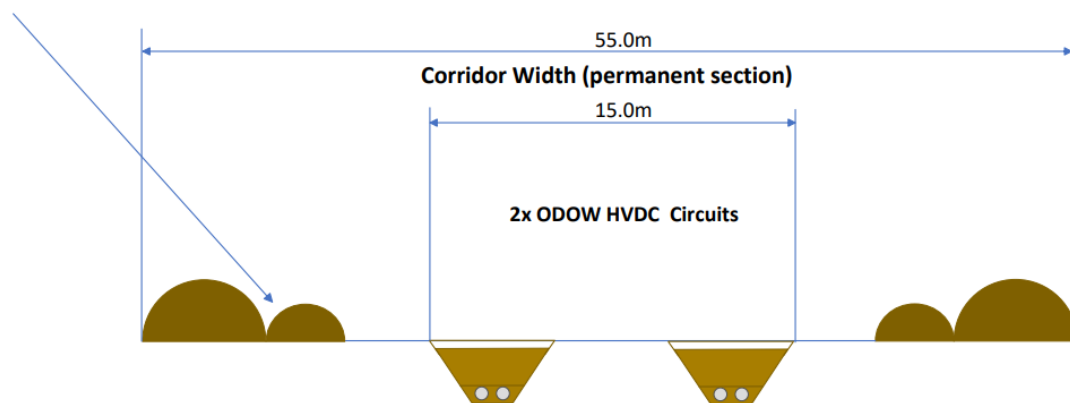 55.0m
Corridor Width (permanent section)
15.0m
2x ODOW HVDC Circuits